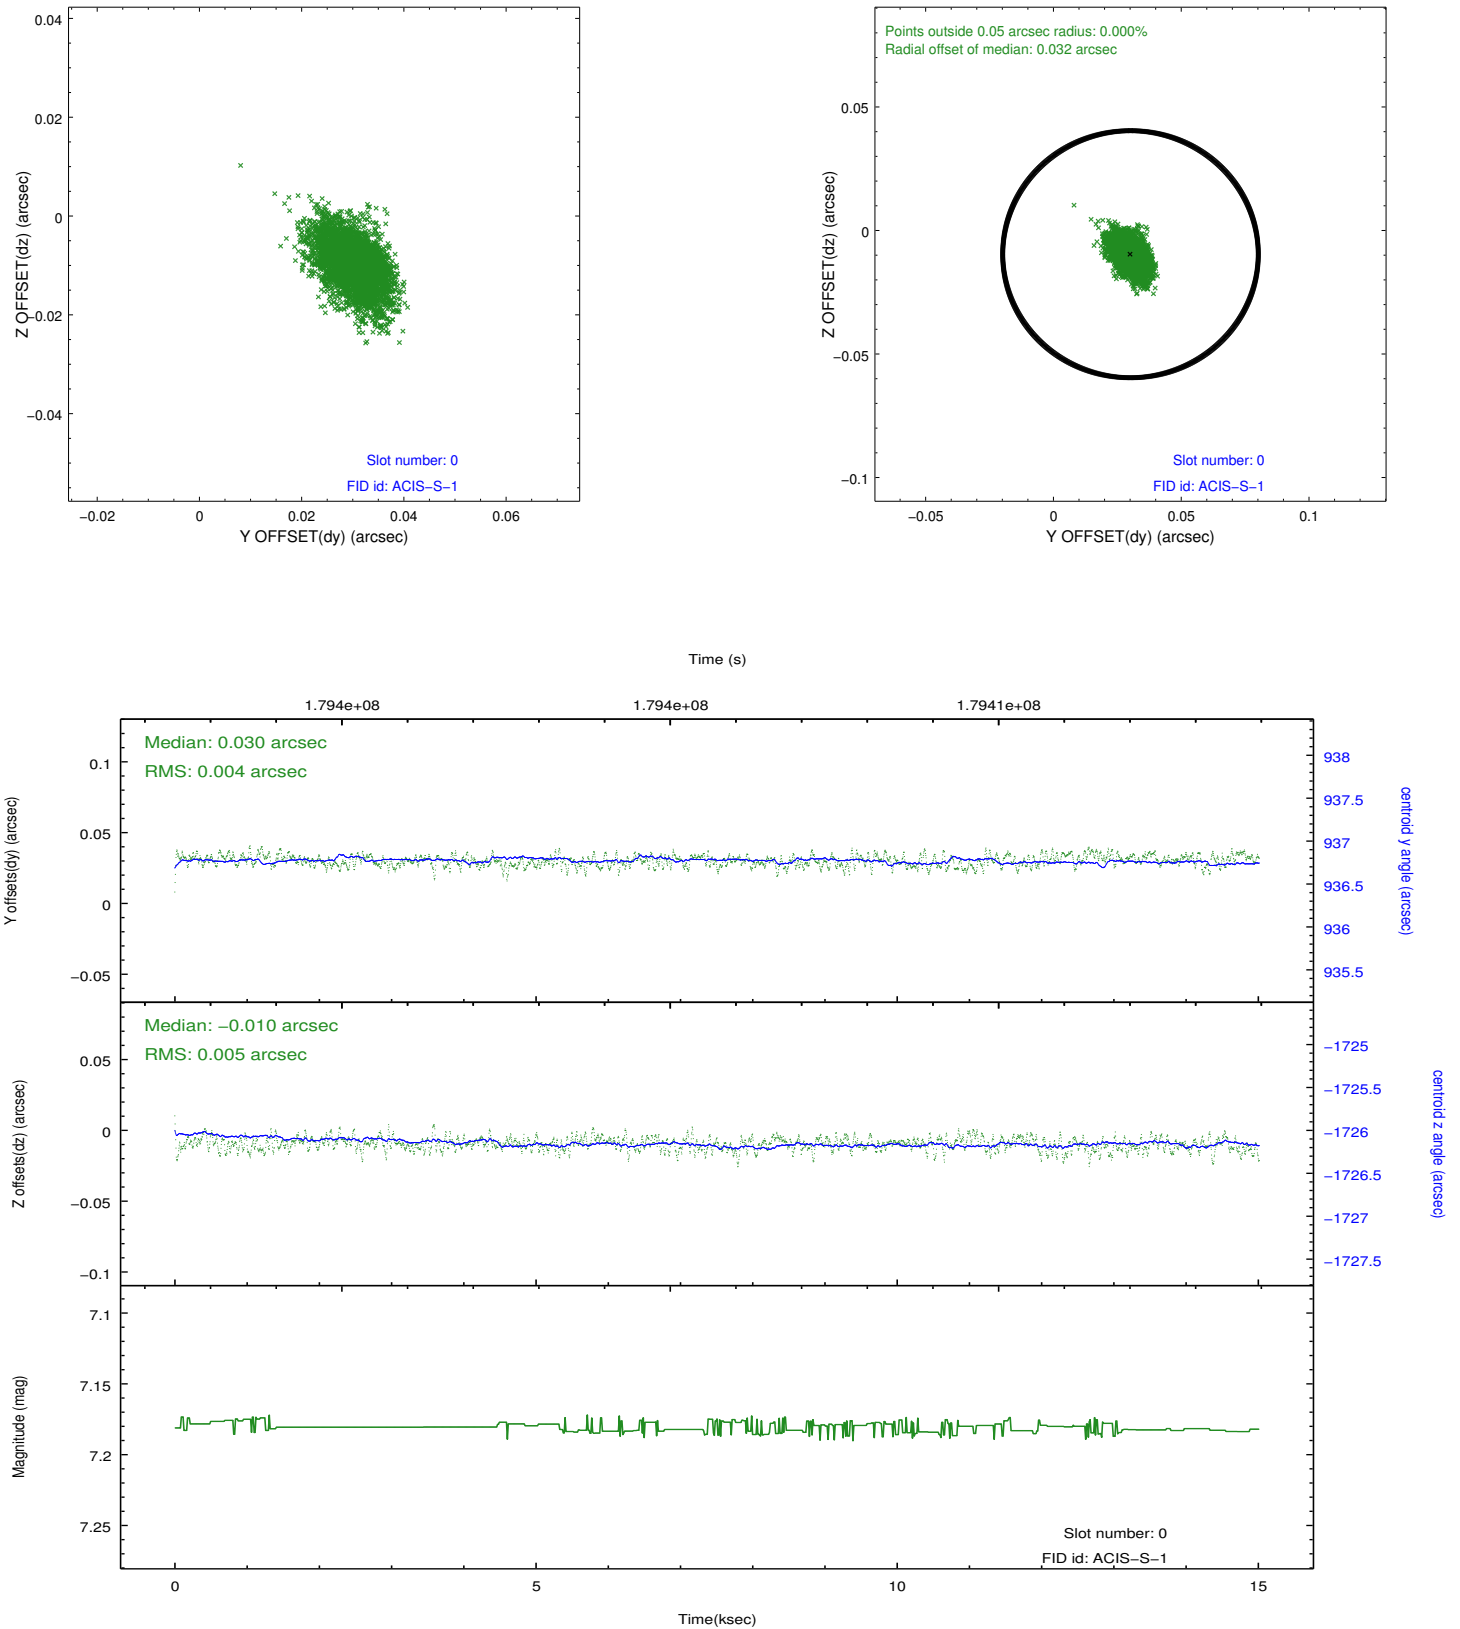 0.04
0.02
0
−0.02
−0.04
Z OFFSET(dz) (arcsec)
Slot number: 0
FID id: ACIS−S−1
−0.02 0 0.02 0.04 0.06
Y OFFSET(dy) (arcsec)
Points outside 0.05 arcsec radius: 0.000%
Radial offset of median: 0.032 arcsec
0.05
0
−0.05
−0.1
Z OFFSET(dz) (arcsec)
Slot number: 0
FID id: ACIS−S−1
−0.05 0 0.05 0.1
Y OFFSET(dy) (arcsec)
Time (s)
1.794e+08 1.794e+08 1.7941e+08
Median: 0.030 arcsec
RMS: 0.004 arcsec
0.1
0.05
0
−0.05
Y offsets(dy) (arcsec)
938
937.5
937
936.5
936
935.5
centroid y angle (arcsec)
Median: −0.010 arcsec
RMS: 0.005 arcsec
0.05
0
−0.05
−0.1
Z offsets(dz) (arcsec)
−1725
−1725.5
−1726
−1726.5
−1727
−1727.5
centroid z angle (arcsec)
7.1
7.15
7.2
7.25
Magnitude (mag)
Slot number: 0
FID id: ACIS−S−1
0 5 10 15
Time(ksec)